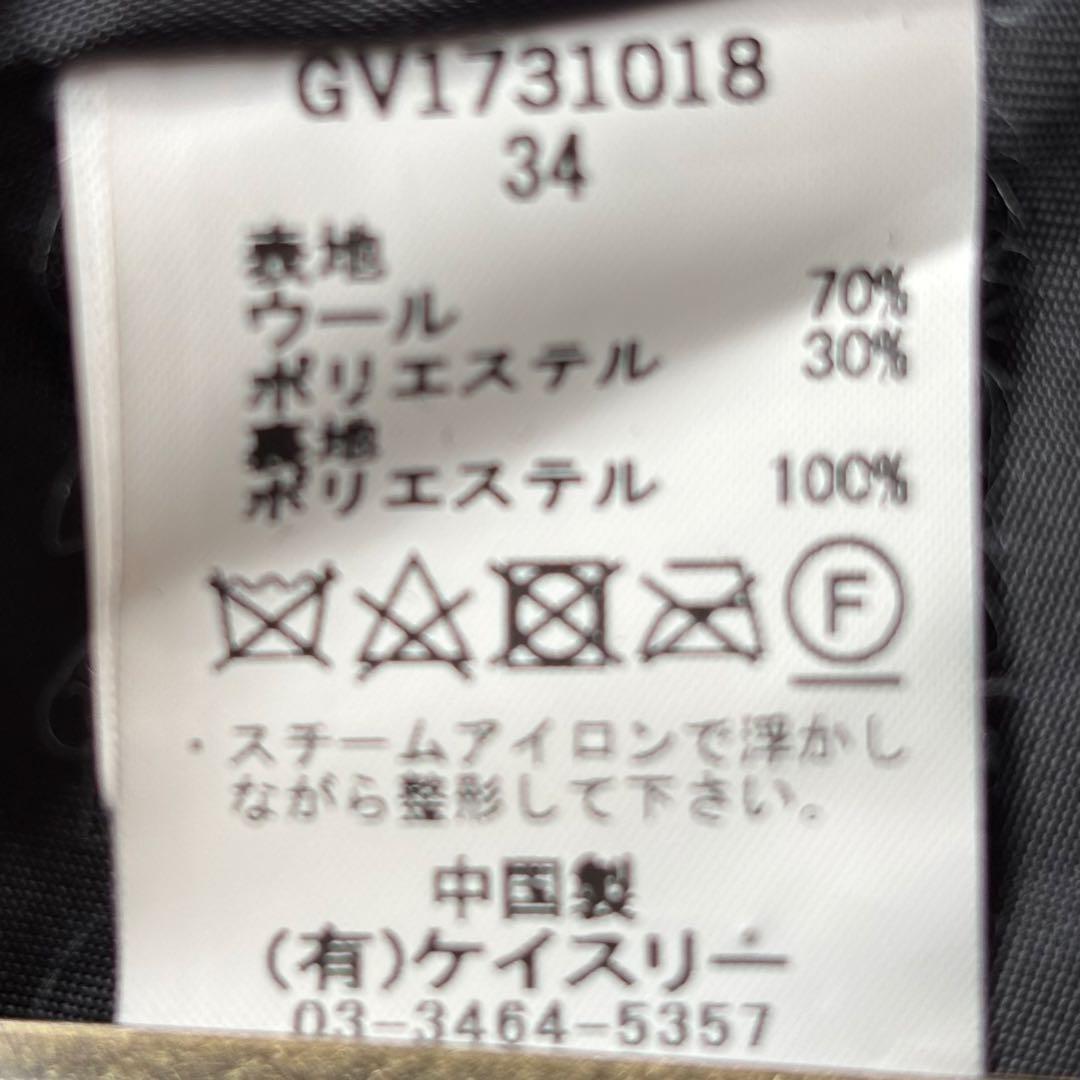 GV1731018
34
表地
ウール 70%
ポリエステル 30%
裏地
ポリエステル 100%
F
・スチームアイロンで浮かし
ながら整形して下さい。
中国製
(有)ケイスリー
03-3464-5357